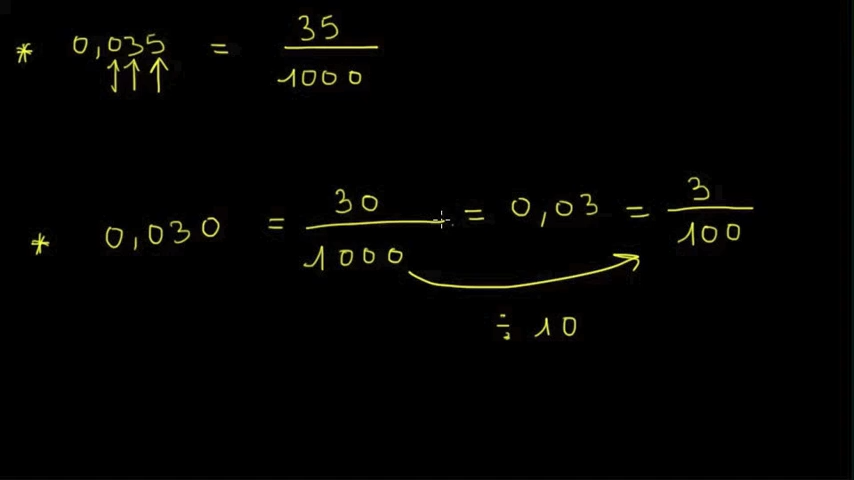 * 0,035 = 35/1000
↑↑↑
* 0,030 = 30/1000 = 0,03 = 3/100
÷ 10